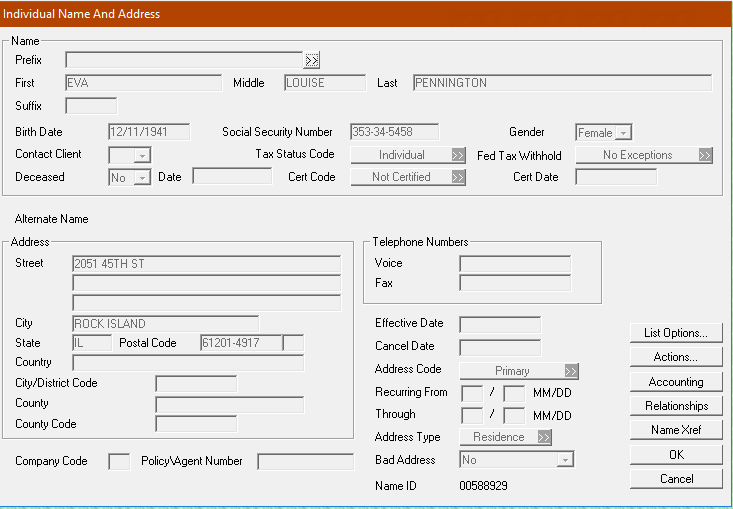 Individual Name And Address
Name
Prefix >>
First EVA Middle LOUISE Last PENNINGTON
Suffix
Birth Date 12/11/1941 Social Security Number 353-34-5458 Gender Female
Contact Client Tax Status Code Individual >> Fed Tax Withhold No Exceptions >>
Deceased No Date Cert Code Not Certified >> Cert Date
Alternate Name
Address
Street 2051 45TH ST
City ROCK ISLAND
State IL Postal Code 61201-4917
Country
City/District Code
County
County Code
Telephone Numbers
Voice
Fax
Effective Date
Cancel Date
Address Code Primary >>
Recurring From / MM/DD
Through / MM/DD
Address Type Residence >>
Bad Address No
Name ID 00588929
Company Code Policy\Agent Number
List Options...
Actions...
Accounting
Relationships
Name Xref
OK
Cancel